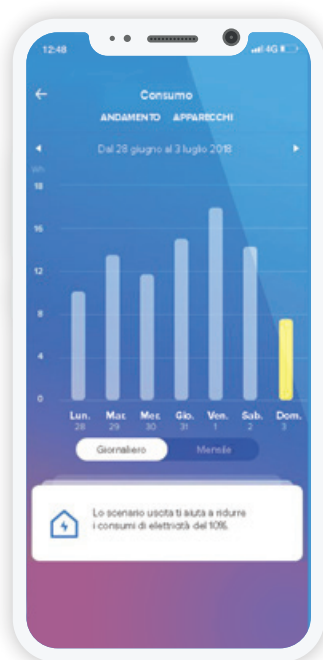 12:48
4G
Consumo
ANDAMENTO APPARECCHI
Dal 28 giugno al 3 luglio 2018
Wh
18
16
12
8
4
0
Lun. Mar. Mer. Gio. Ven. Sab. Dom.
28 29 30 31 1 2 3
Giornaliero Mensile
Lo scenario uscita ti aiuta a ridurre
i consumi di elettricità del 10%.